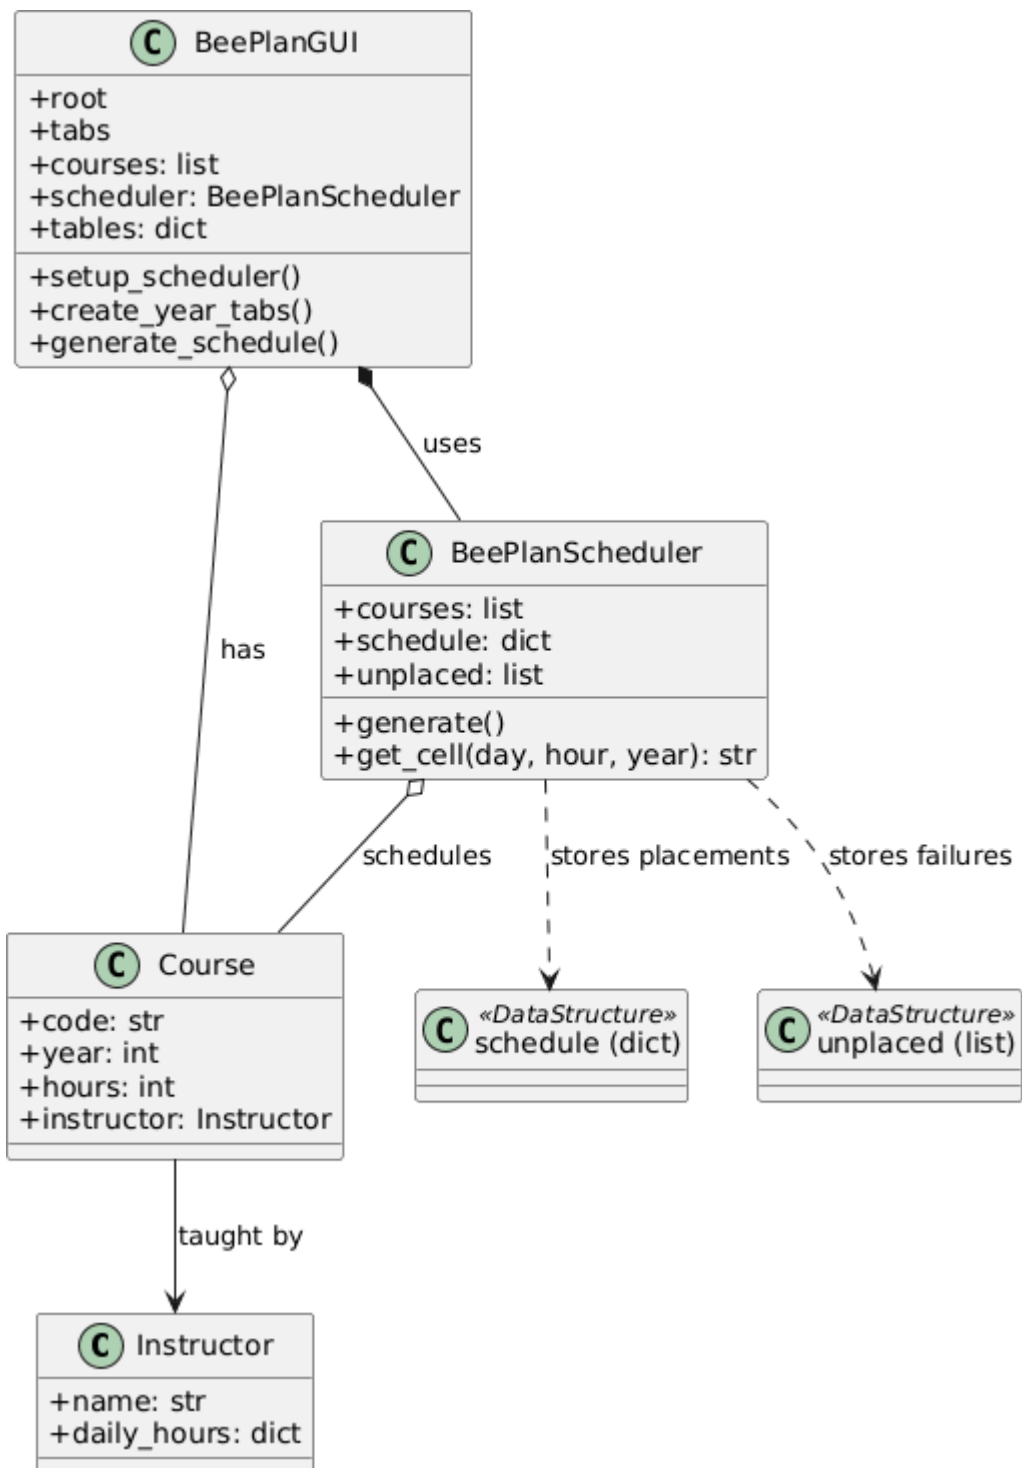 C BeePlanGUI
+root
+tabs
+courses: list
+scheduler: BeePlanScheduler
+tables: dict
+setup_scheduler()
+create_year_tabs()
+generate_schedule()
uses
C BeePlanScheduler
+courses: list
+schedule: dict
+unplaced: list
+generate()
+get_cell(day, hour, year): str
has
schedules
stores placements
stores failures
C Course
+code: str
+year: int
+hours: int
+instructor: Instructor
C «DataStructure»
schedule (dict)
C «DataStructure»
unplaced (list)
taught by
C Instructor
+name: str
+daily_hours: dict